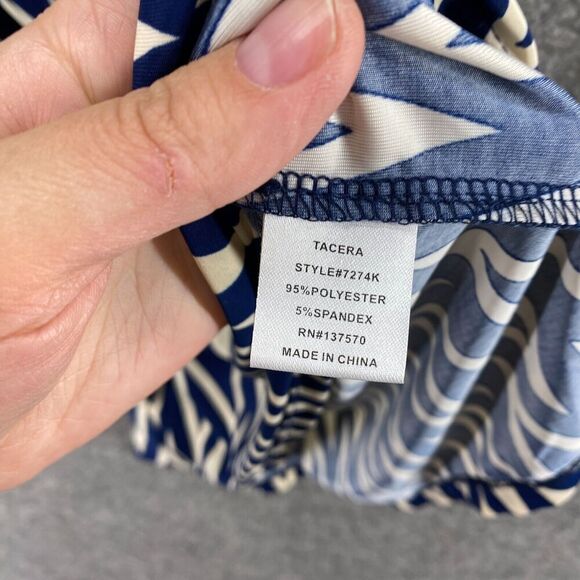 TACERA
STYLE#7274K
95%POLYESTER
5%SPANDEX
RN#137570
MADE IN CHINA